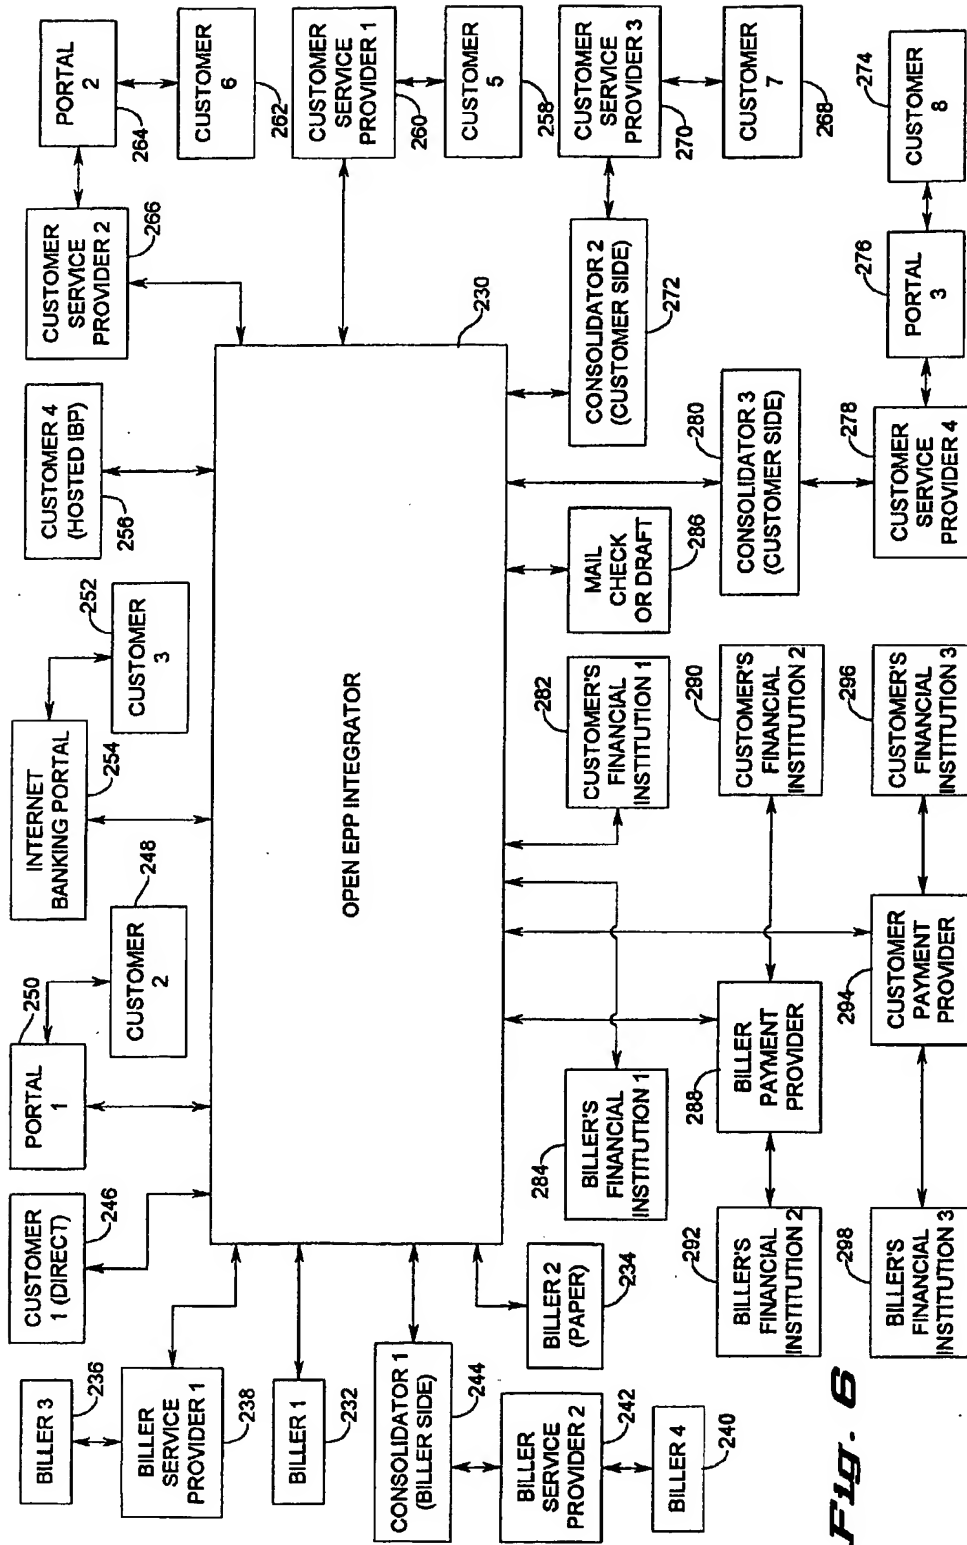 BILLER 3
236
BILLER
SERVICE
PROVIDER 1
238
BILLER 1
232
CONSOLIDATOR 1
(BILLER SIDE)
244
BILLER
SERVICE
PROVIDER 2
242
BILLER 4
240
BILLER 2
(PAPER)
234
CUSTOMER
1 (DIRECT)
246
PORTAL
1
250
CUSTOMER
2
248
INTERNET
BANKING PORTAL
254
CUSTOMER
3
252
CUSTOMER 4
(HOSTED IBP)
256
CUSTOMER
SERVICE
PROVIDER 2
266
PORTAL
2
264
CUSTOMER
6
262
CUSTOMER
SERVICE
PROVIDER 1
260
CUSTOMER
5
258
CUSTOMER
SERVICE
PROVIDER 3
270
CUSTOMER
7
268
OPEN EPP INTEGRATOR
230
CONSOLIDATOR 2
(CUSTOMER SIDE)
272
CONSOLIDATOR 3
(CUSTOMER SIDE)
280
CUSTOMER
SERVICE
PROVIDER 4
278
PORTAL
3
276
CUSTOMER
8
274
MAIL
CHECK
OR DRAFT
286
CUSTOMER'S
FINANCIAL
INSTITUTION 1
282
BILLER'S
FINANCIAL
INSTITUTION 1
284
BILLER
PAYMENT
PROVIDER
288
CUSTOMER'S
FINANCIAL
INSTITUTION 2
290
BILLER'S
FINANCIAL
INSTITUTION 2
292
CUSTOMER
PAYMENT
PROVIDER
294
CUSTOMER'S
FINANCIAL
INSTITUTION 3
296
BILLER'S
FINANCIAL
INSTITUTION 3
298
Fig. 6